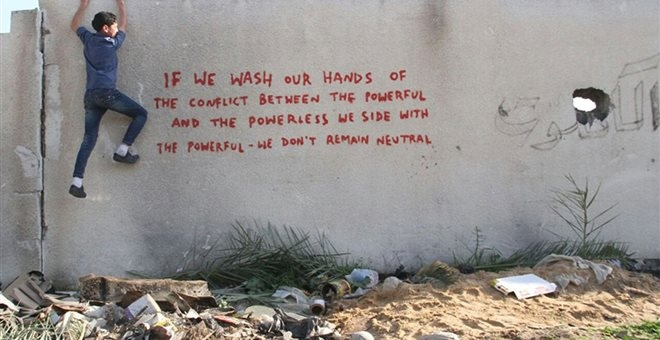 IF WE WASH OUR HANDS OF
THE CONFLICT BETWEEN THE POWERFUL
AND THE POWERLESS WE SIDE WITH
THE POWERFUL - WE DON'T REMAIN NEUTRAL